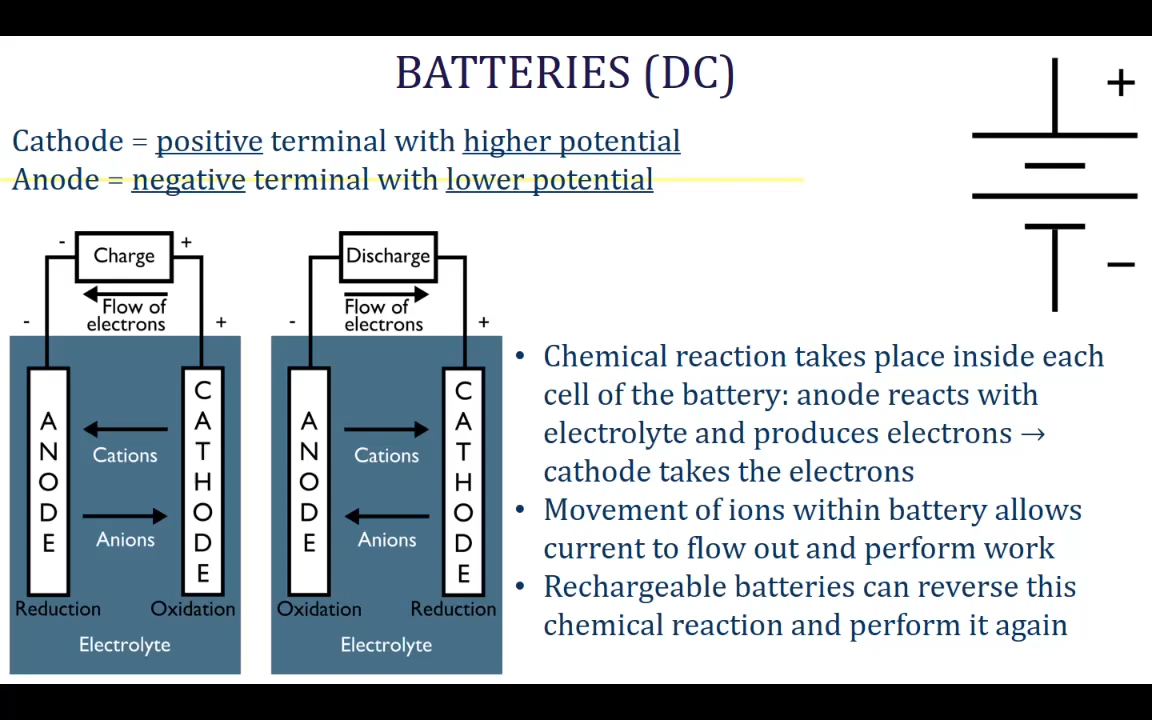 BATTERIES (DC)
+
Cathode = positive terminal with higher potential
Anode = negative terminal with lower potential
-
Charge
+
Flow of
electrons
-
+
ANODE
CATHODE
Cations
Anions
Reduction
Oxidation
Electrolyte
Discharge
Flow of
electrons
-
+
ANODE
CATHODE
Cations
Anions
Oxidation
Reduction
Electrolyte
−
• Chemical reaction takes place inside each
cell of the battery: anode reacts with
electrolyte and produces electrons →
cathode takes the electrons
• Movement of ions within battery allows
current to flow out and perform work
• Rechargeable batteries can reverse this
chemical reaction and perform it again